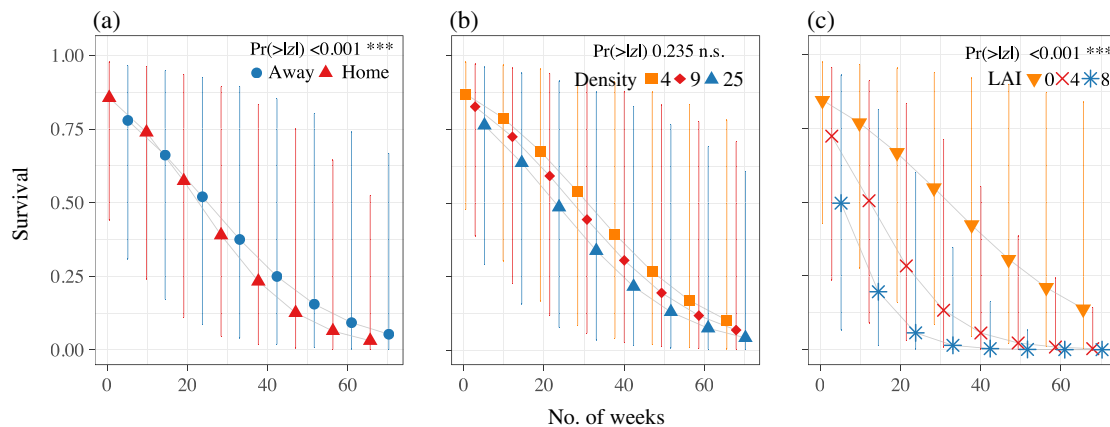 (a)
Pr(>|z|) <0.001 ***
Away Home
(b)
Pr(>|z|) 0.235 n.s.
Density 4 9 25
(c)
Pr(>|z|) <0.001 ***
LAI 0 4 8
Survival
1.00
0.75
0.50
0.25
0.00
0 20 40 60
0 20 40 60
0 20 40 60
No. of weeks